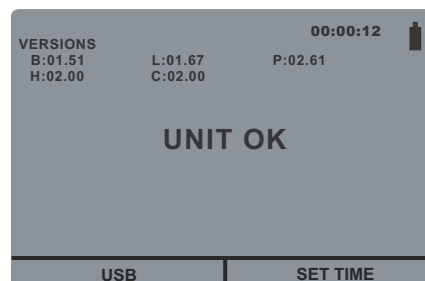 00:00:12
VERSIONS
B:01.51 L:01.67 P:02.61
H:02.00 C:02.00
UNIT OK
USB SET TIME